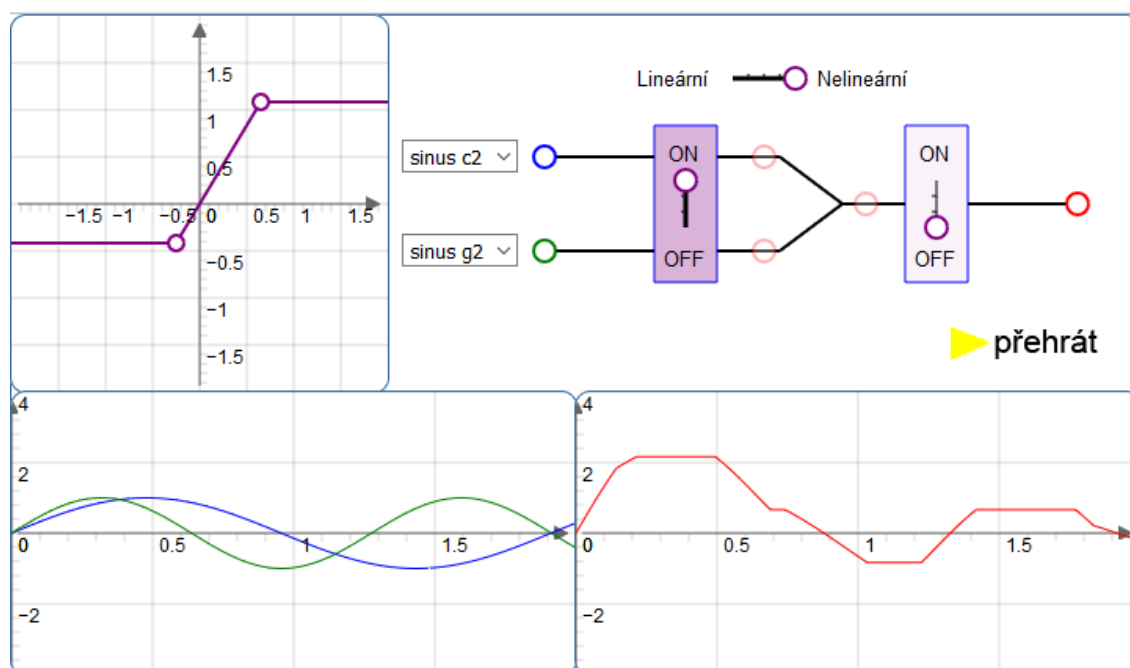 1.5
1
0.5
−1.5 −1 −0.5 0 0.5 1 1.5
−0.5
−1
−1.5
Lineární Nelineární
sinus c2
ON
OFF
sinus g2
ON
OFF
přehrát
4
2
0 0.5 1 1.5
−2
4
2
0 0.5 1 1.5
−2